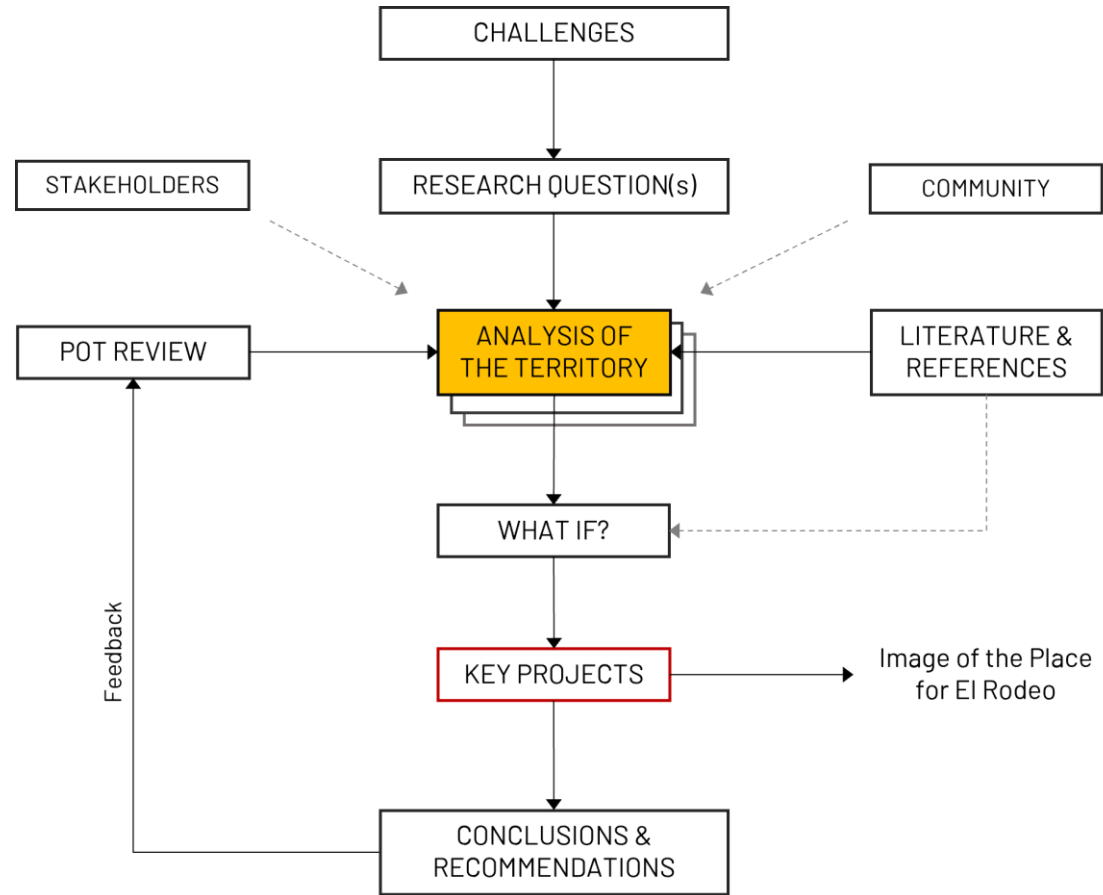 CHALLENGES
STAKEHOLDERS
RESEARCH QUESTION(s)
COMMUNITY
POT REVIEW
ANALYSIS OF
THE TERRITORY
LITERATURE &
REFERENCES
WHAT IF?
Feedback
KEY PROJECTS
Image of the Place
for El Rodeo
CONCLUSIONS &
RECOMMENDATIONS